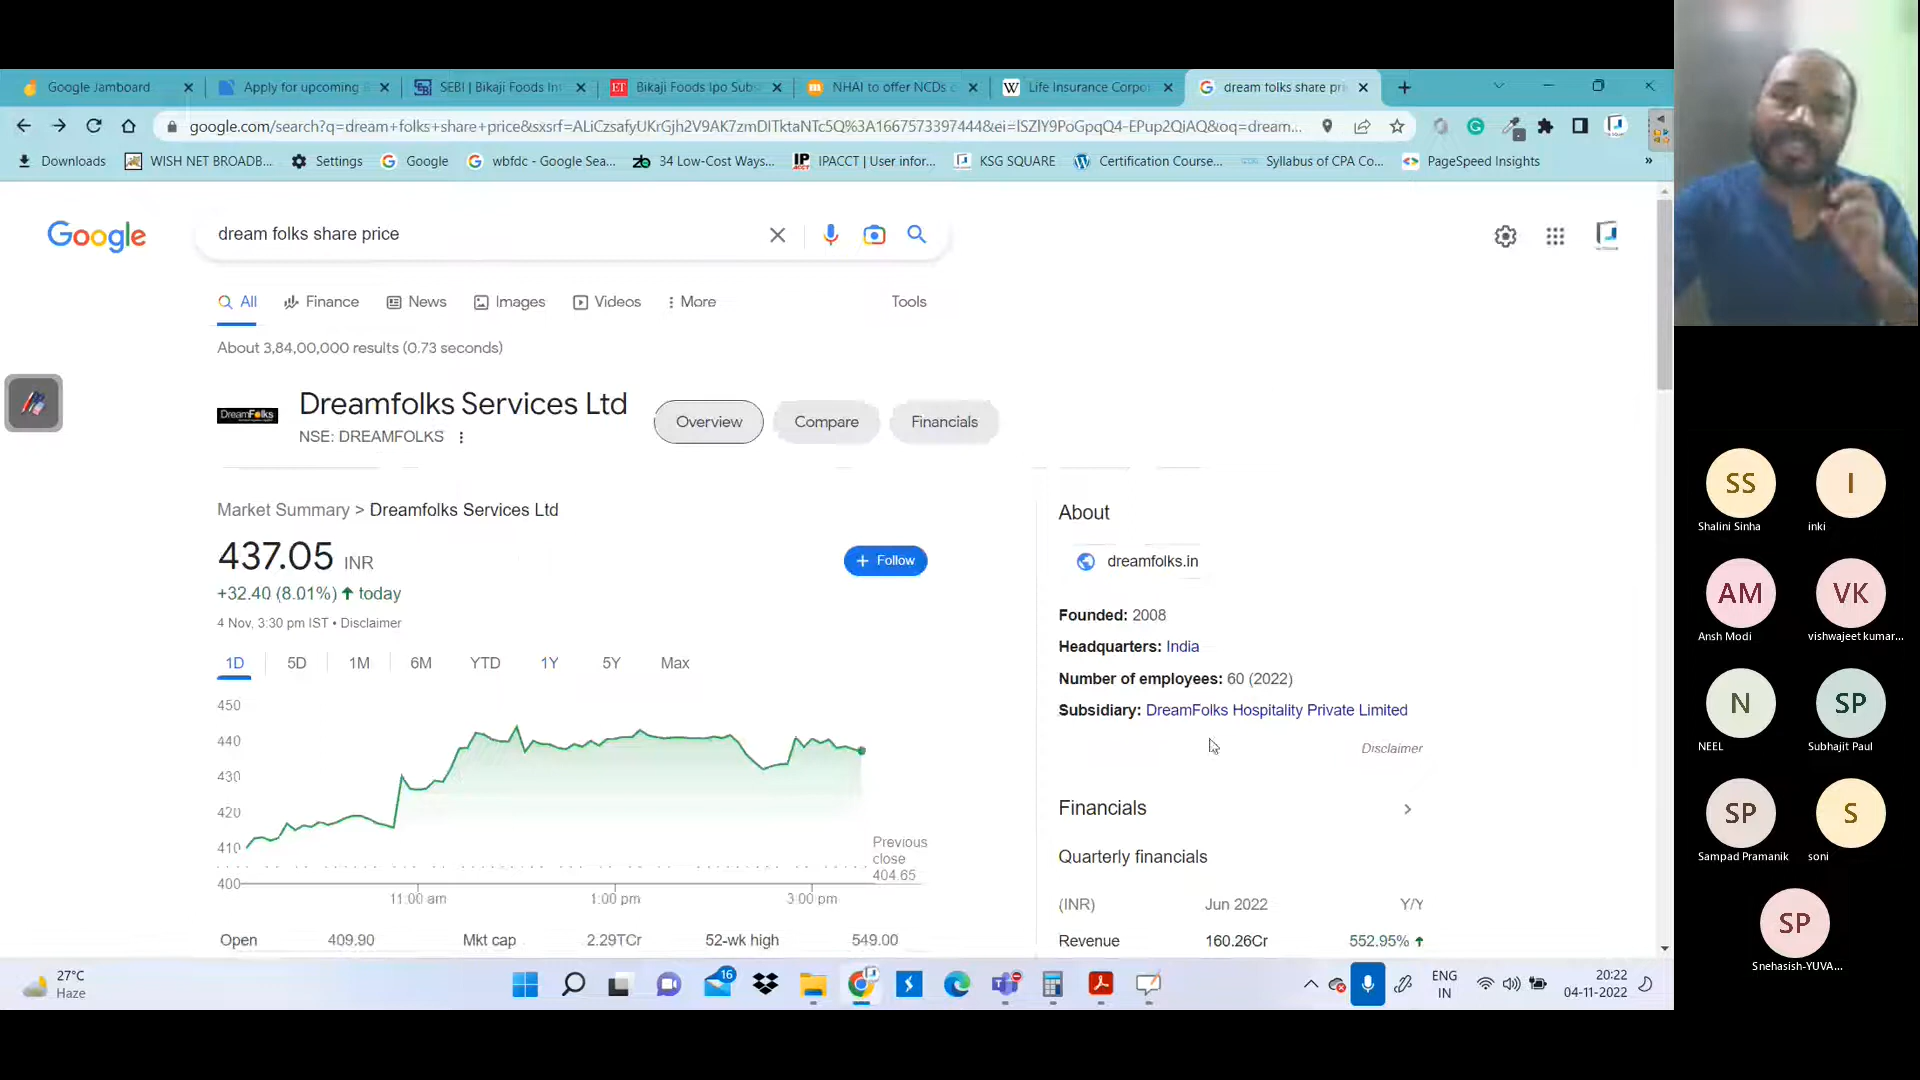 Google Jamboard
Apply for upcoming
SEBI | Bikaji Foods In
Bikaji Foods Ipo Sub
NHAI to offer NCDs
Life Insurance Corpo
dream folks share pri
google.com/search?q=dream+folks+share+price&sxsrf=ALiCzsafyUKrGjh2V9AK7zmDITktaNTc5Q%3A1667573397444&ei=lSZlY9PoGpqQ4-EPup2QiAQ&oq=dream...
Downloads
WISH NET BROADB...
Settings
Google
wbfdc - Google Sea...
34 Low-Cost Ways...
IPACCT | User infor...
KSG SQUARE
Certification Course...
Syllabus of CPA Co...
PageSpeed Insights
»
Google
dream folks share price
All
Finance
News
Images
Videos
More
Tools
About 3,84,00,000 results (0.73 seconds)
DreamFolks
Dreamfolks Services Ltd
NSE: DREAMFOLKS
Overview
Compare
Financials
Market Summary > Dreamfolks Services Ltd
437.05 INR
+ Follow
+32.40 (8.01%) ↑ today
4 Nov, 3:30 pm IST • Disclaimer
1D
5D
1M
6M
YTD
1Y
5Y
Max
450
440
430
420
410
400
Previous
close
404.65
11:00 am
1:00 pm
3:00 pm
Open 409.90
Mkt cap 2.29TCr
52-wk high 549.00
About
dreamfolks.in
Founded: 2008
Headquarters: India
Number of employees: 60 (2022)
Subsidiary: DreamFolks Hospitality Private Limited
Disclaimer
Financials
Quarterly financials
(INR) Jun 2022 Y/Y
Revenue 160.26Cr 552.95% ↑
27°C
Haze
16
ENG
IN
20:22
04-11-2022
SS
Shalini Sinha
I
inki
AM
Ansh Modi
VK
vishwajeet kumar...
N
NEEL
SP
Subhajit Paul
SP
Sampad Pramanik
S
soni
SP
Snehasish-YUVA...